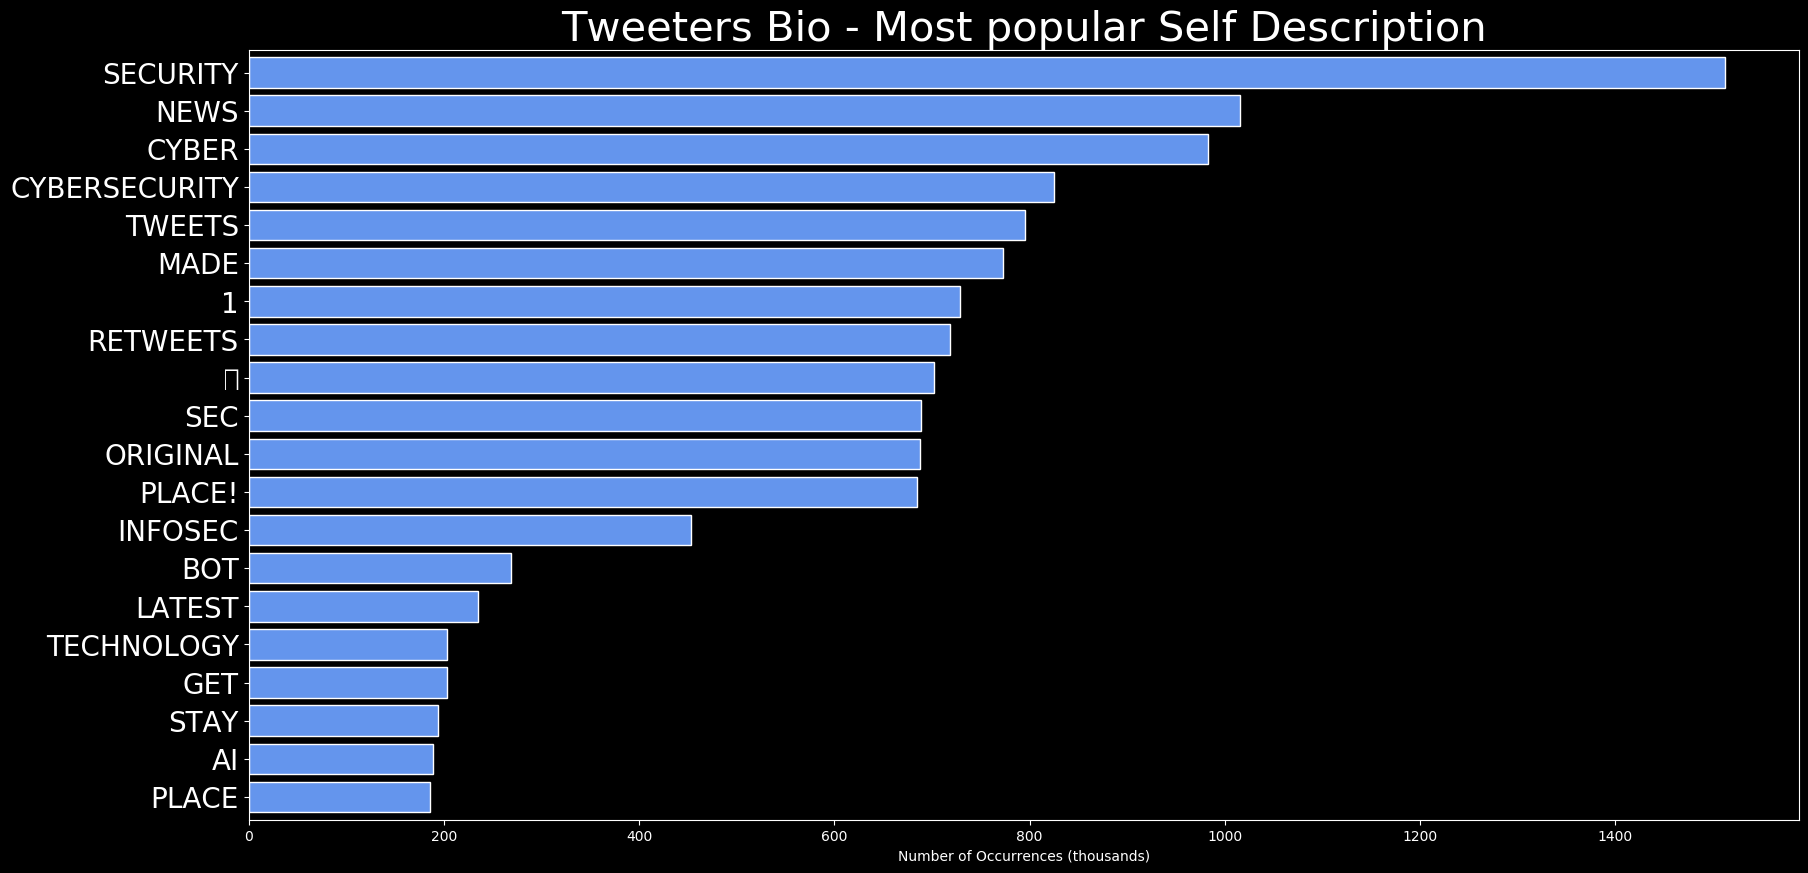 Tweeters Bio - Most popular Self Description
SECURITY
NEWS
CYBER
CYBERSECURITY
TWEETS
MADE
1
RETWEETS
SEC
ORIGINAL
PLACE!
INFOSEC
BOT
LATEST
TECHNOLOGY
GET
STAY
AI
PLACE
0 200 400 600 800 1000 1200 1400
Number of Occurrences (thousands)